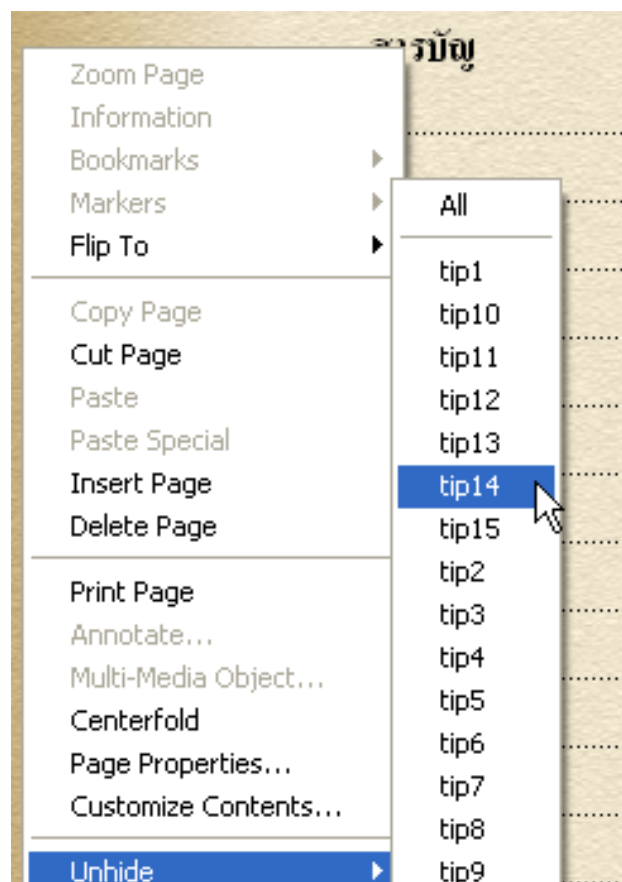 สารบัญ
Zoom Page
Information
Bookmarks
Markers
Flip To
Copy Page
Cut Page
Paste
Paste Special
Insert Page
Delete Page
Print Page
Annotate...
Multi-Media Object...
Centerfold
Page Properties...
Customize Contents...
Unhide
All
tip1
tip10
tip11
tip12
tip13
tip14
tip15
tip2
tip3
tip4
tip5
tip6
tip7
tip8
tip9